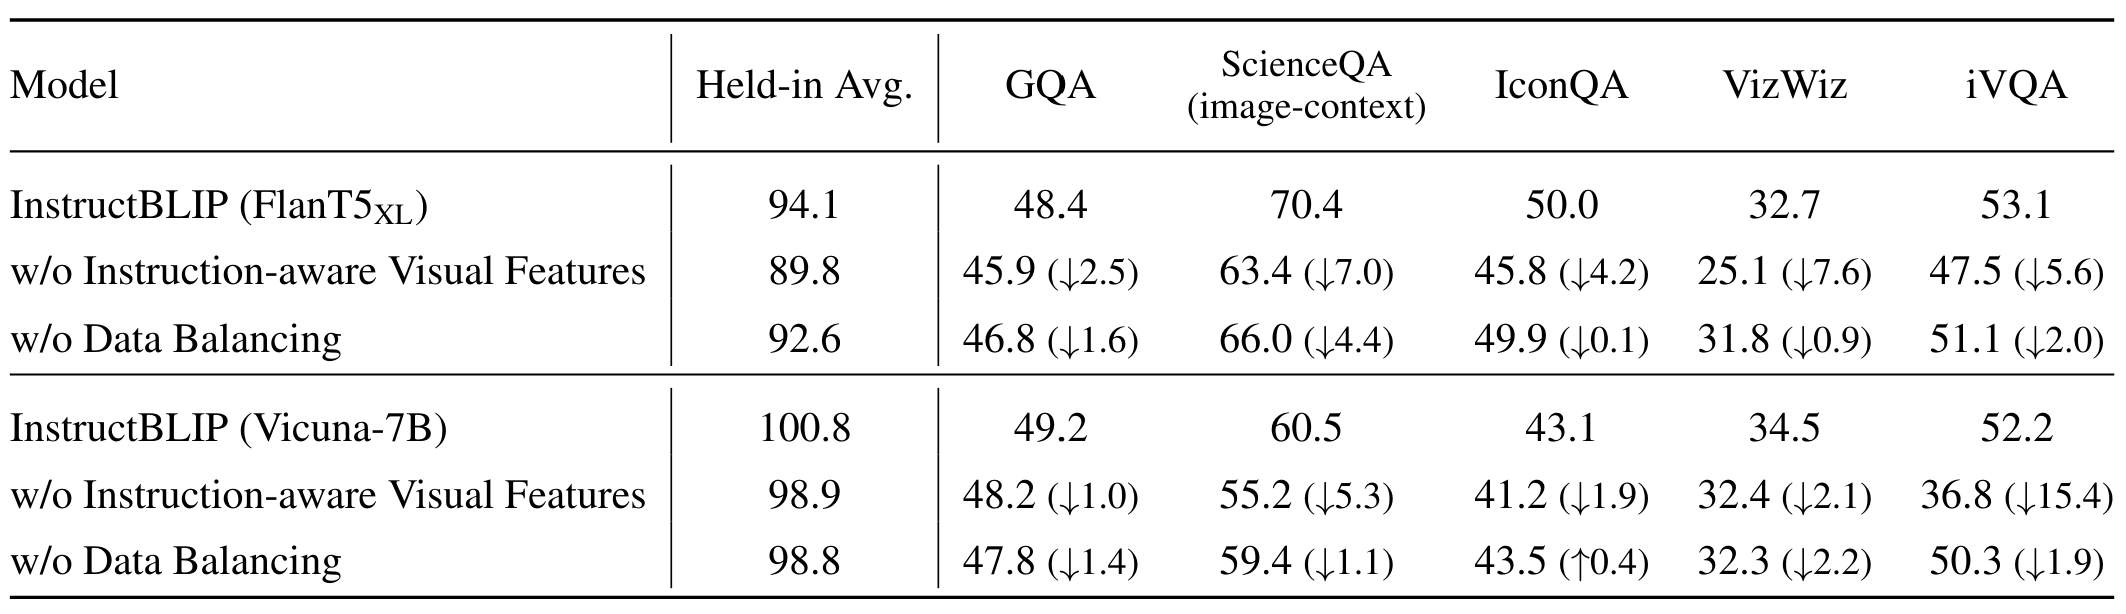 Model Held-in Avg. GQA ScienceQA (image-context) IconQA VizWiz iVQA
InstructBLIP (FlanT5XL) 94.1 48.4 70.4 50.0 32.7 53.1
w/o Instruction-aware Visual Features 89.8 45.9 (↓2.5) 63.4 (↓7.0) 45.8 (↓4.2) 25.1 (↓7.6) 47.5 (↓5.6)
w/o Data Balancing 92.6 46.8 (↓1.6) 66.0 (↓4.4) 49.9 (↓0.1) 31.8 (↓0.9) 51.1 (↓2.0)
InstructBLIP (Vicuna-7B) 100.8 49.2 60.5 43.1 34.5 52.2
w/o Instruction-aware Visual Features 98.9 48.2 (↓1.0) 55.2 (↓5.3) 41.2 (↓1.9) 32.4 (↓2.1) 36.8 (↓15.4)
w/o Data Balancing 98.8 47.8 (↓1.4) 59.4 (↓1.1) 43.5 (↑0.4) 32.3 (↓2.2) 50.3 (↓1.9)